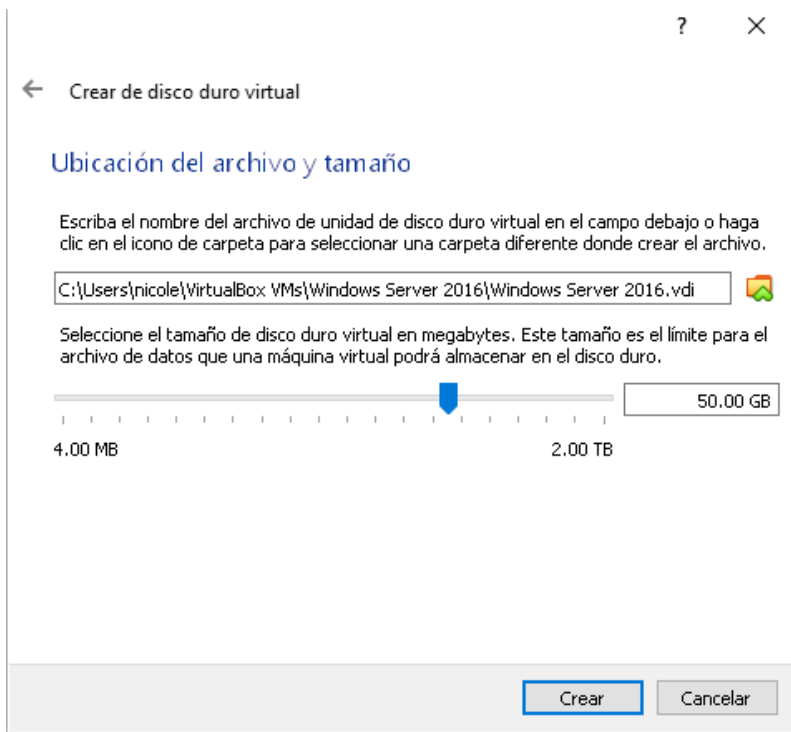 ?
Crear de disco duro virtual
Ubicación del archivo y tamaño
Escriba el nombre del archivo de unidad de disco duro virtual en el campo debajo o haga
clic en el icono de carpeta para seleccionar una carpeta diferente donde crear el archivo.
C:\Users\nicole\VirtualBox VMs\Windows Server 2016\Windows Server 2016.vdi
Seleccione el tamaño de disco duro virtual en megabytes. Este tamaño es el límite para el
archivo de datos que una máquina virtual podrá almacenar en el disco duro.
50.00 GB
4.00 MB 2.00 TB
Crear Cancelar